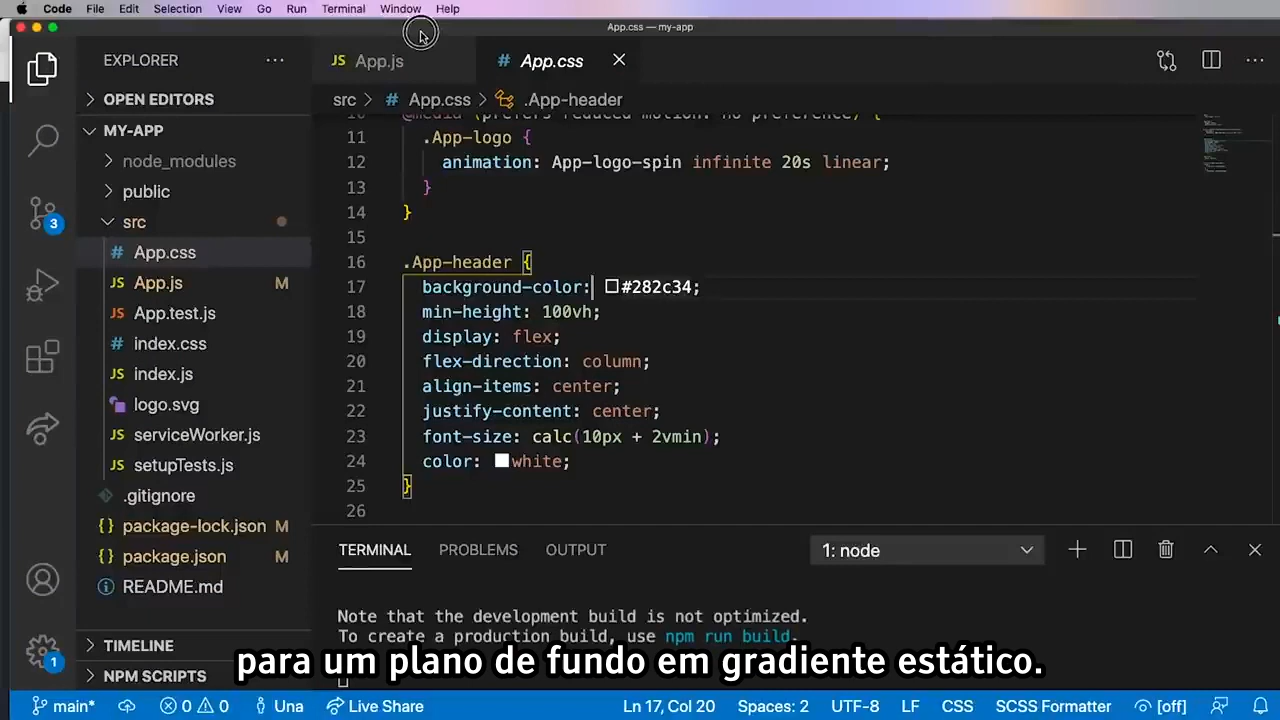 Code File Edit Selection View Go Run Terminal Window Help
App.css — my-app
EXPLORER
JS App.js
# App.css
OPEN EDITORS
src > # App.css > .App-header
MY-APP
node_modules
public
src
# App.css
JS App.js M
JS App.test.js
# index.css
JS index.js
logo.svg
JS serviceWorker.js
JS setupTests.js
.gitignore
{} package-lock.json M
{} package.json M
README.md
TIMELINE
NPM SCRIPTS
3
1
10 @media (prefers-reduced-motion: no-preference) {
11 .App-logo {
12 animation: App-logo-spin infinite 20s linear;
13 }
14 }
15
16 .App-header {
17 background-color: #282c34;
18 min-height: 100vh;
19 display: flex;
20 flex-direction: column;
21 align-items: center;
22 justify-content: center;
23 font-size: calc(10px + 2vmin);
24 color: white;
25 }
26
TERMINAL PROBLEMS OUTPUT 1: node
Note that the development build is not optimized.
To create a production build, use npm run build.
para um plano de fundo em gradiente estático.
main* 0 0 Una Live Share Ln 17, Col 20 Spaces: 2 UTF-8 LF CSS SCSS Formatter [off]